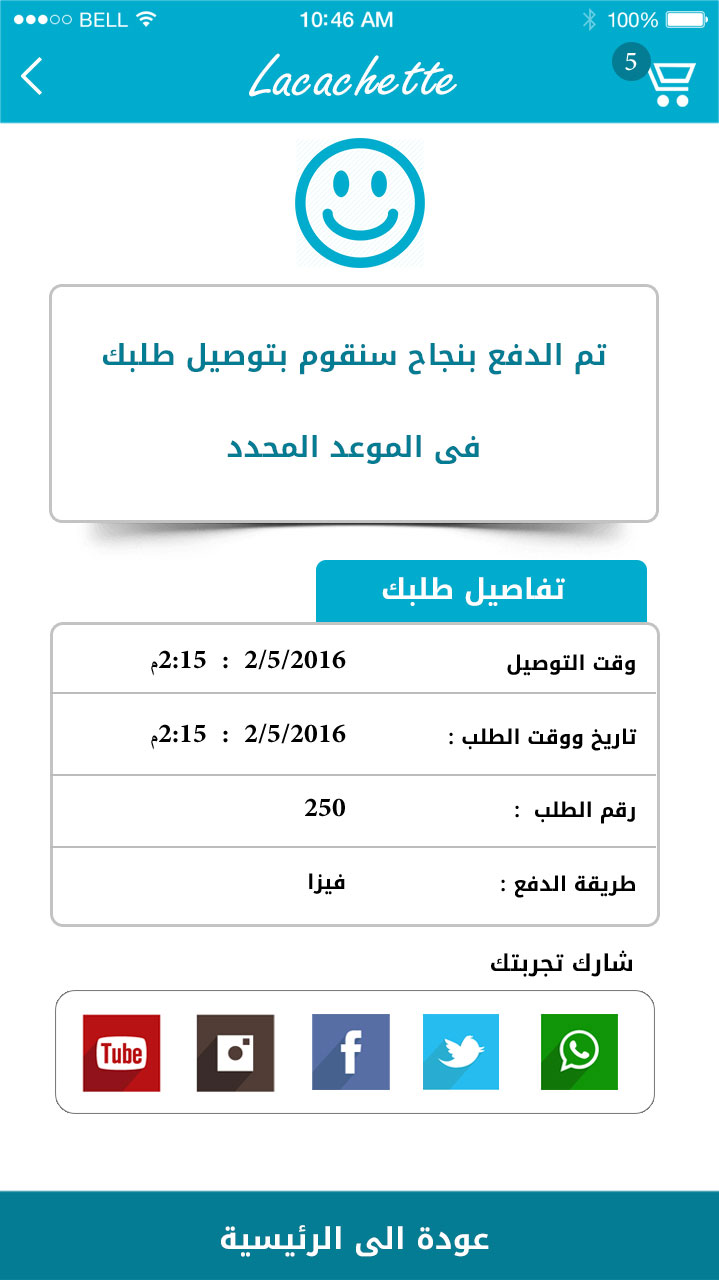 BELL 10:46 AM 100%
Lacachette 5
تم الدفع بنجاح سنقوم بتوصيل طلبك
فى الموعد المحدد
تفاصيل طلبك
وقت التوصيل 2/5/2016 : 2:15م
تاريخ ووقت الطلب : 2/5/2016 : 2:15م
رقم الطلب : 250
طريقة الدفع : فيزا
شارك تجربتك
Tube
عودة الى الرئيسية